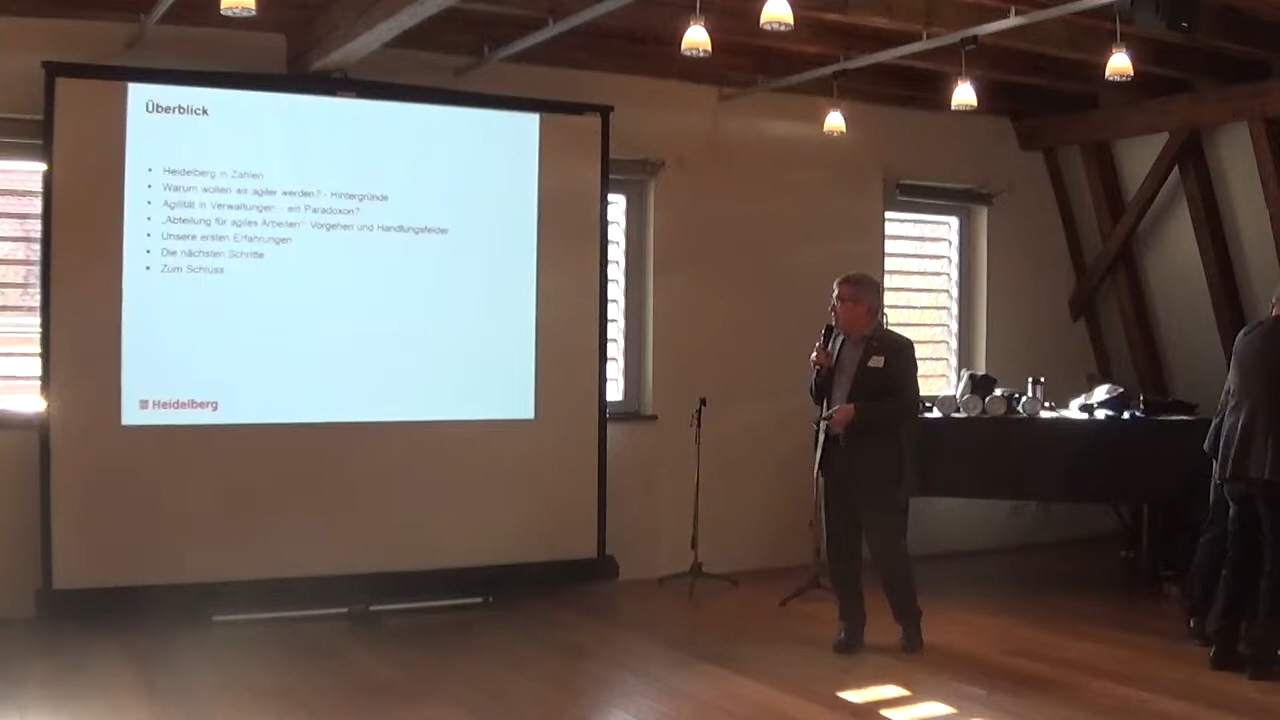 Überblick
Heidelberg in Zahlen
Warum wollen wir agiler werden? - Hintergründe
Agilität in Verwaltungen – ein Paradoxon?
„Abteilung für agiles Arbeiten“: Vorgehen und Handlungsfelder
Unsere ersten Erfahrungen
Die nächsten Schritte
Zum Schluss
Heidelberg